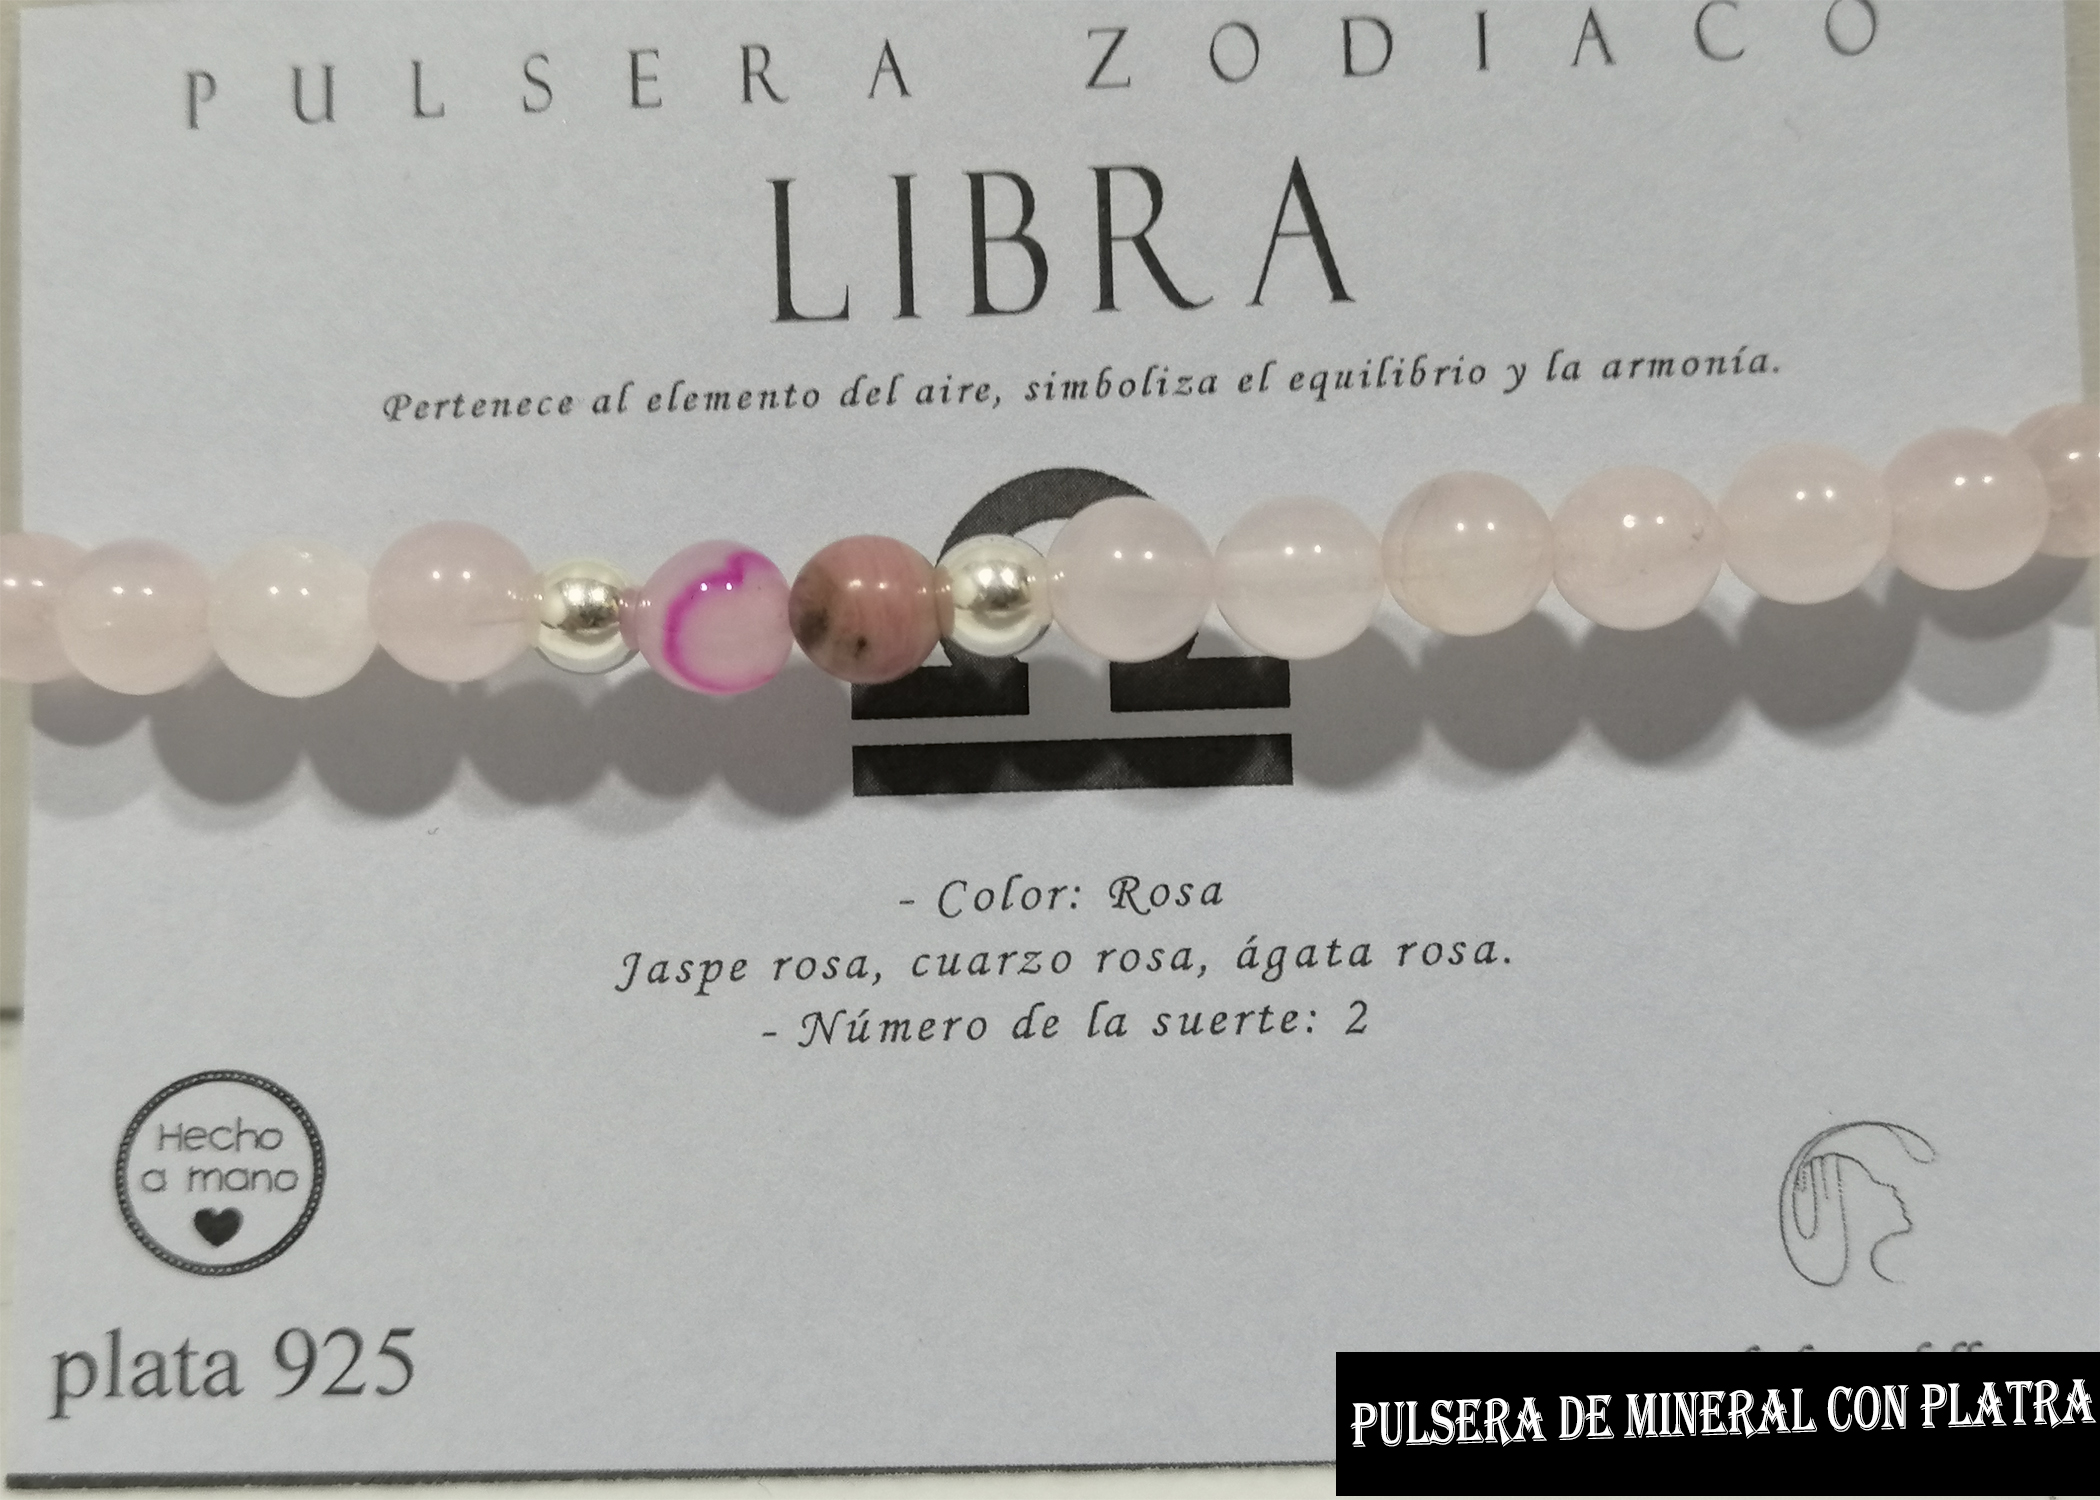 PULSERA ZODIACO
LIBRA
Pertenece al elemento del aire, simboliza el equilibrio y la armonía.
- Color: Rosa
Jaspe rosa, cuarzo rosa, ágata rosa.
- Número de la suerte: 2
Hecho
a mano
plata 925
PULSERA DE MINERAL CON PLATRA